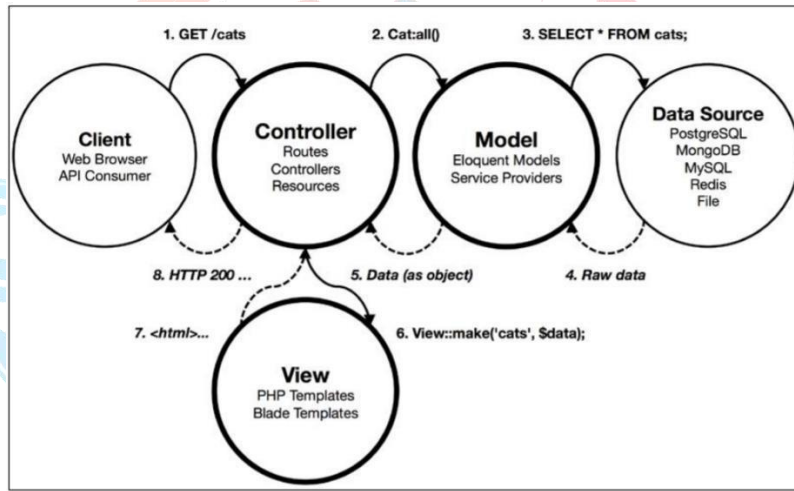 1. GET /cats
2. Cat:all()
3. SELECT * FROM cats;
Client
Web Browser
API Consumer
Controller
Routes
Controllers
Resources
Model
Eloquent Models
Service Providers
Data Source
PostgreSQL
MongoDB
MySQL
Redis
File
8. HTTP 200 ...
5. Data (as object)
4. Raw data
7. <html>...
6. View::make('cats', $data);
View
PHP Templates
Blade Templates